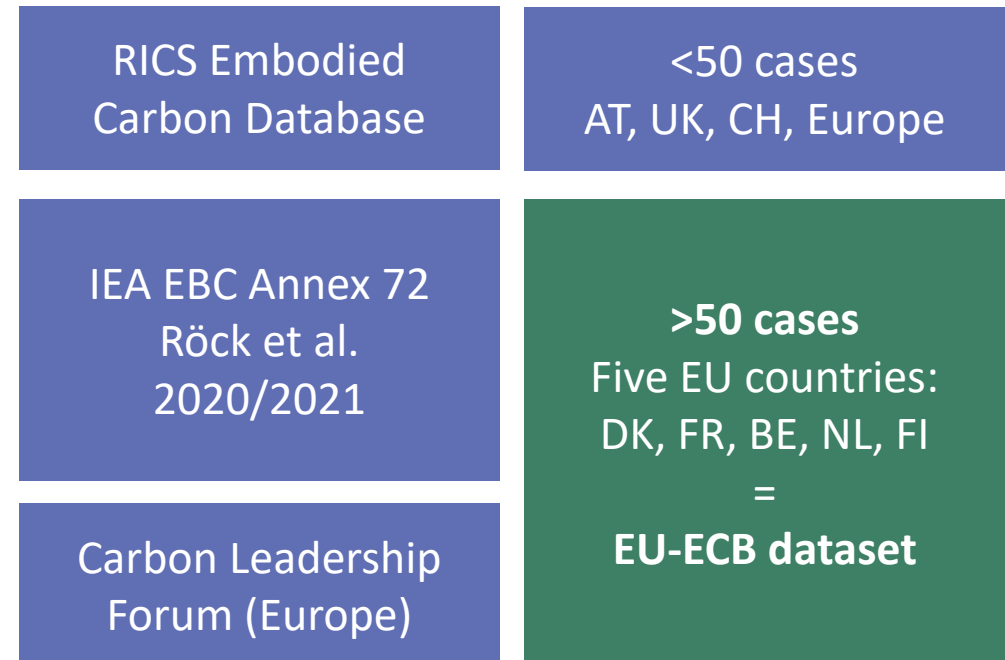 RICS Embodied
Carbon Database
<50 cases
AT, UK, CH, Europe
IEA EBC Annex 72
Röck et al.
2020/2021
>50 cases
Five EU countries:
DK, FR, BE, NL, FI
=
EU-ECB dataset
Carbon Leadership
Forum (Europe)